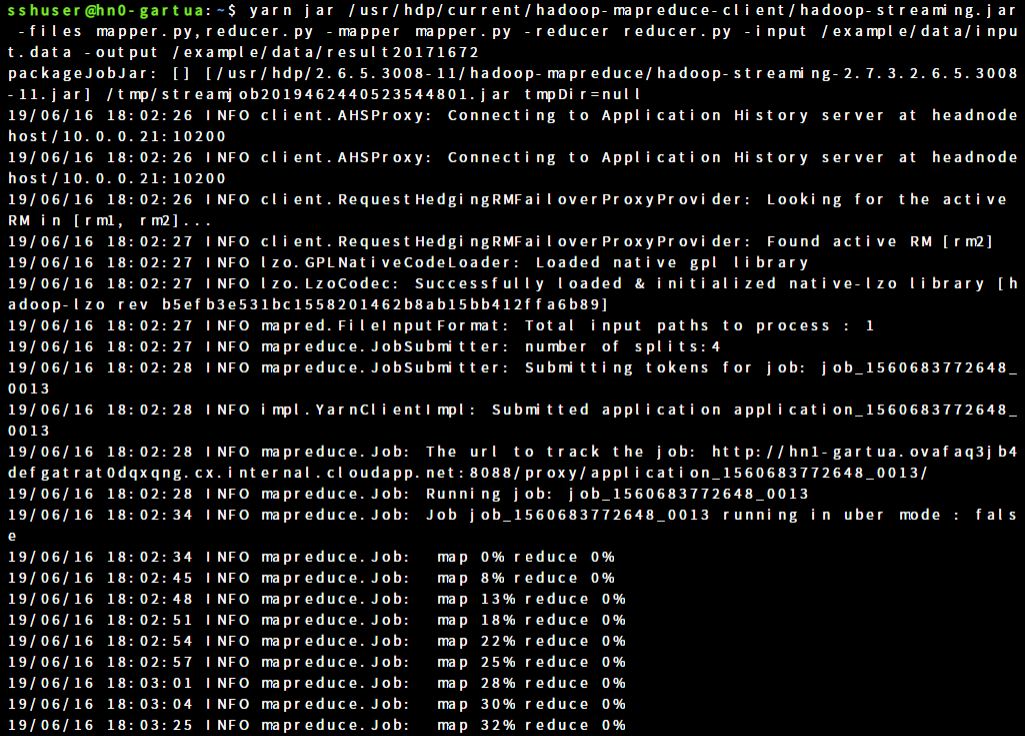 sshuser@hn0-gartua:~$ yarn jar /usr/hdp/current/hadoop-mapreduce-client/hadoop-streaming.jar
-files mapper.py,reducer.py -mapper mapper.py -reducer reducer.py -input /example/data/inpu
t.data -output /example/data/result20171672
packageJobJar: [] [/usr/hdp/2.6.5.3008-11/hadoop-mapreduce/hadoop-streaming-2.7.3.2.6.5.3008
-11.jar] /tmp/streamjob2019462440523544801.jar tmpDir=null
19/06/16 18:02:26 INFO client.AHSProxy: Connecting to Application History server at headnode
host/10.0.0.21:10200
19/06/16 18:02:26 INFO client.AHSProxy: Connecting to Application History server at headnode
host/10.0.0.21:10200
19/06/16 18:02:26 INFO client.RequestHedgingRMFailoverProxyProvider: Looking for the active
RM in [rm1, rm2]...
19/06/16 18:02:27 INFO client.RequestHedgingRMFailoverProxyProvider: Found active RM [rm2]
19/06/16 18:02:27 INFO lzo.GPLNativeCodeLoader: Loaded native gpl library
19/06/16 18:02:27 INFO lzo.LzoCodec: Successfully loaded & initialized native-lzo library [h
adoop-lzo rev b5efb3e531bc1558201462b8ab15bb412ffa6b89]
19/06/16 18:02:27 INFO mapred.FileInputFormat: Total input paths to process : 1
19/06/16 18:02:27 INFO mapreduce.JobSubmitter: number of splits:4
19/06/16 18:02:28 INFO mapreduce.JobSubmitter: Submitting tokens for job: job_1560683772648_
0013
19/06/16 18:02:28 INFO impl.YarnClientImpl: Submitted application application_1560683772648_
0013
19/06/16 18:02:28 INFO mapreduce.Job: The url to track the job: http://hn1-gartua.ovafaq3jb4
defgatrat0dqxqng.cx.internal.cloudapp.net:8088/proxy/application_1560683772648_0013/
19/06/16 18:02:28 INFO mapreduce.Job: Running job: job_1560683772648_0013
19/06/16 18:02:34 INFO mapreduce.Job: Job job_1560683772648_0013 running in uber mode : fals
e
19/06/16 18:02:34 INFO mapreduce.Job:  map 0% reduce 0%
19/06/16 18:02:45 INFO mapreduce.Job:  map 8% reduce 0%
19/06/16 18:02:48 INFO mapreduce.Job:  map 13% reduce 0%
19/06/16 18:02:51 INFO mapreduce.Job:  map 18% reduce 0%
19/06/16 18:02:54 INFO mapreduce.Job:  map 22% reduce 0%
19/06/16 18:02:57 INFO mapreduce.Job:  map 25% reduce 0%
19/06/16 18:03:01 INFO mapreduce.Job:  map 28% reduce 0%
19/06/16 18:03:04 INFO mapreduce.Job:  map 30% reduce 0%
19/06/16 18:03:25 INFO mapreduce.Job:  map 32% reduce 0%